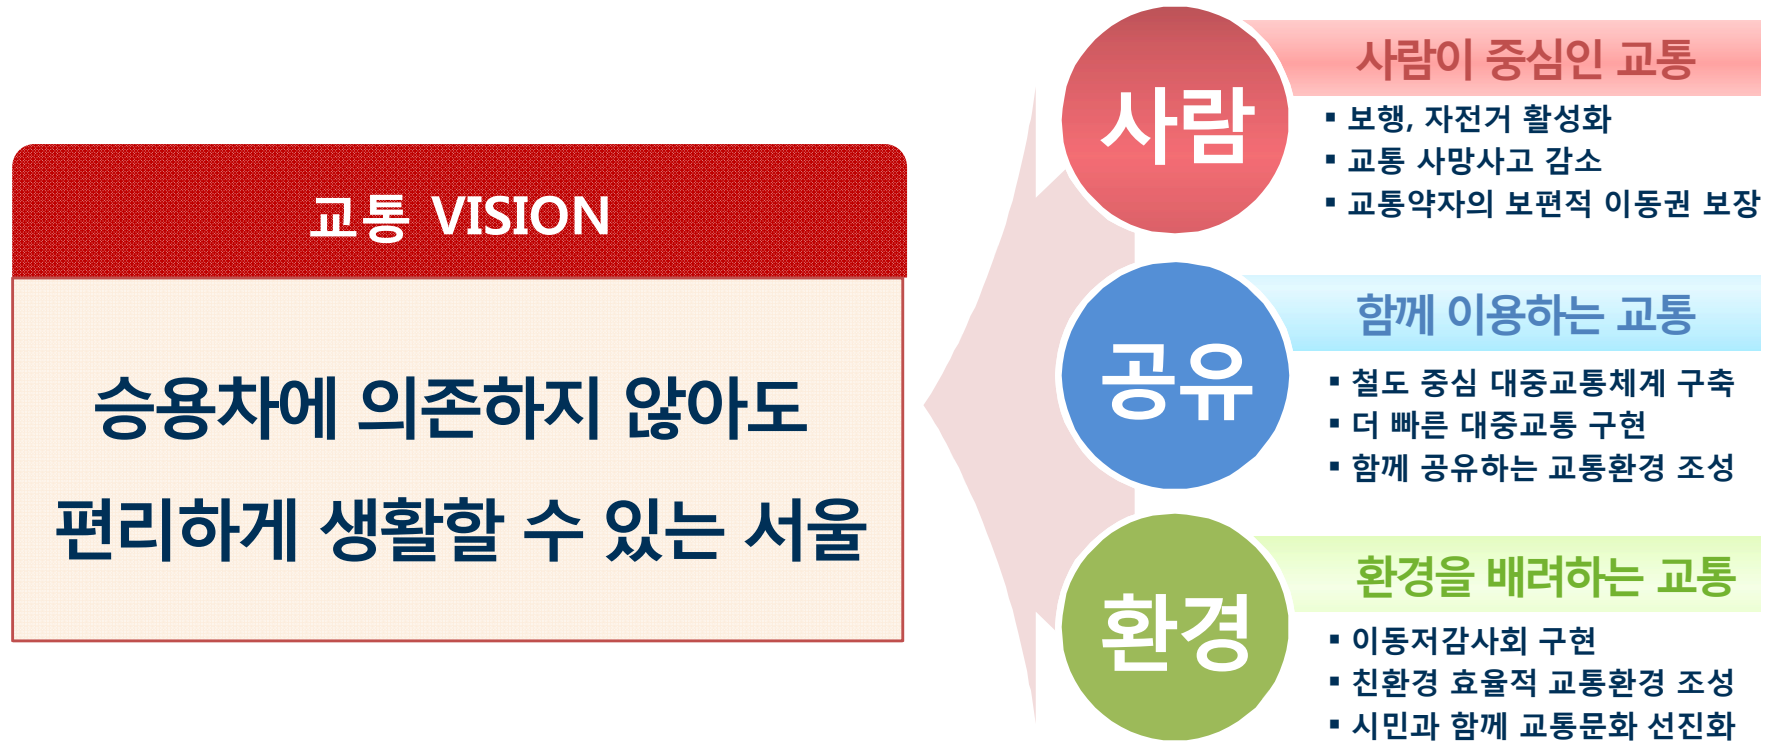 교통 VISION
승용차에 의존하지 않아도
편리하게 생활할 수 있는 서울
사람
사람이 중심인 교통
▪ 보행, 자전거 활성화
▪ 교통 사망사고 감소
▪ 교통약자의 보편적 이동권 보장
공유
함께 이용하는 교통
▪ 철도 중심 대중교통체계 구축
▪ 더 빠른 대중교통 구현
▪ 함께 공유하는 교통환경 조성
환경
환경을 배려하는 교통
▪ 이동저감사회 구현
▪ 친환경 효율적 교통환경 조성
▪ 시민과 함께 교통문화 선진화